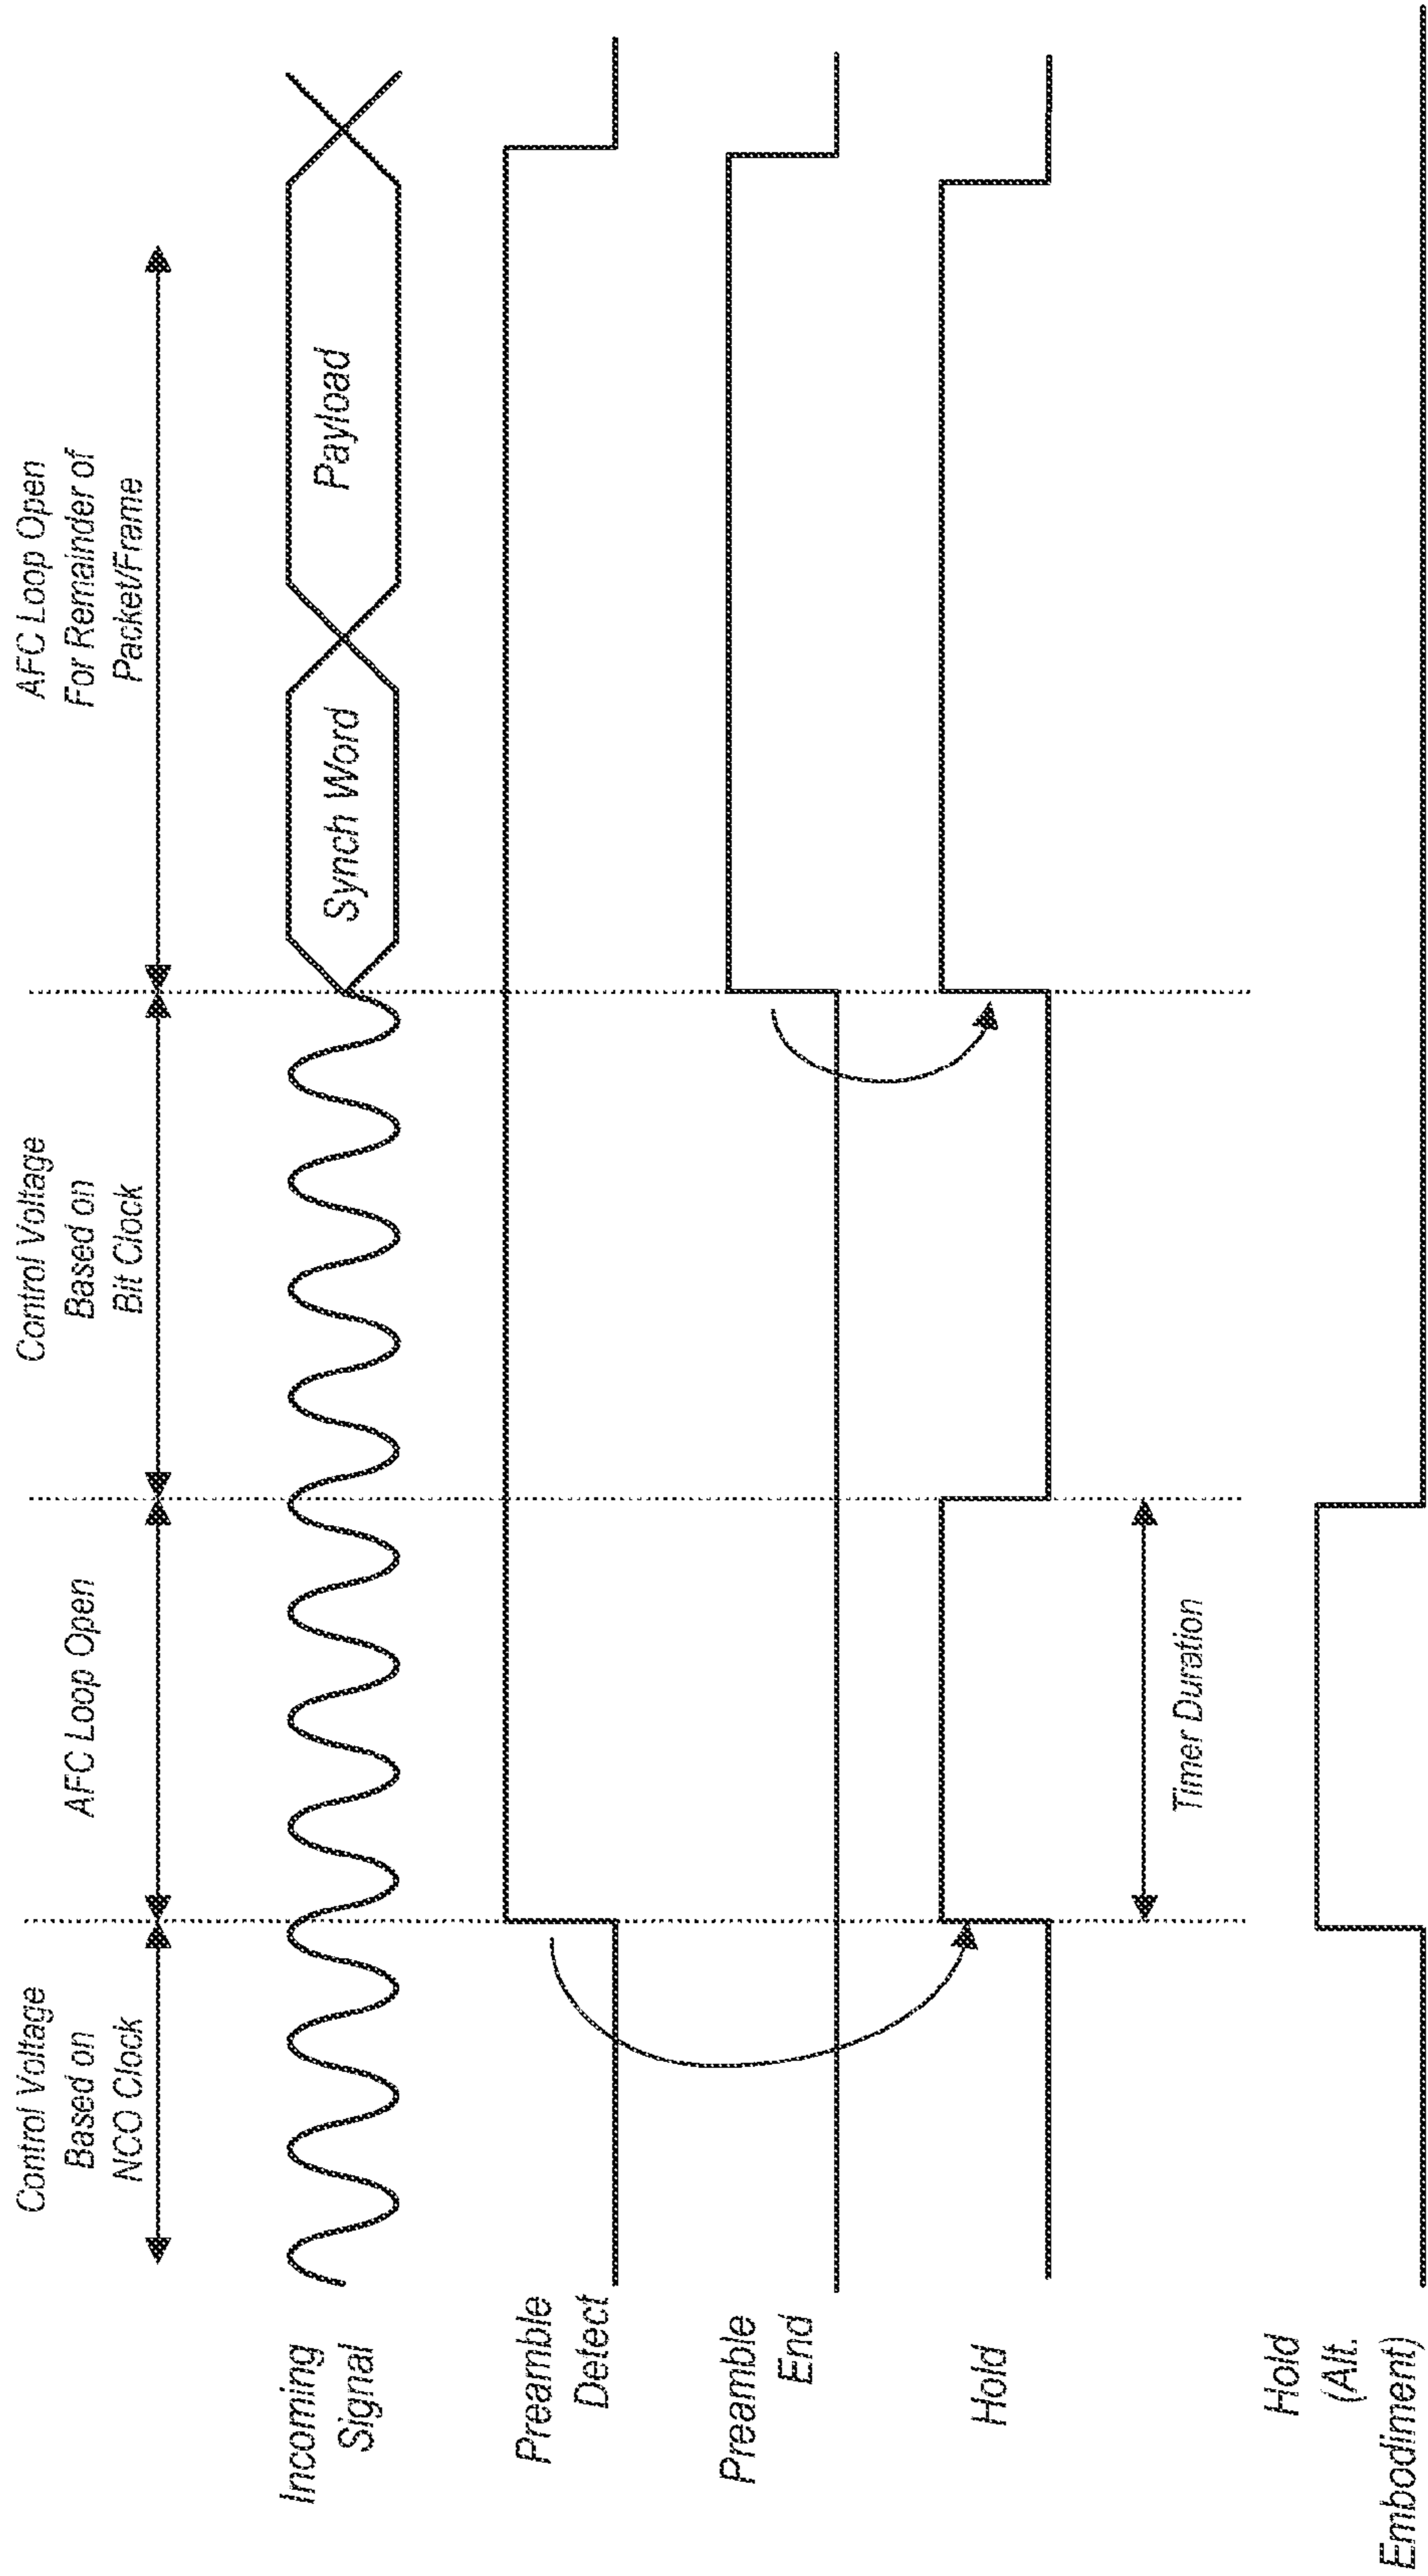 Control Voltage
Based on
NCO Clock
AFC Loop Open
Control Voltage
Based on
Bit Clock
AFC Loop Open
For Remainder of
Packet/Frame
Incoming
Signal
Synch Word
Payload
Preamble
Detect
Preamble
End
Hold
Timer Duration
Hold
(Alt.
Embodiment)